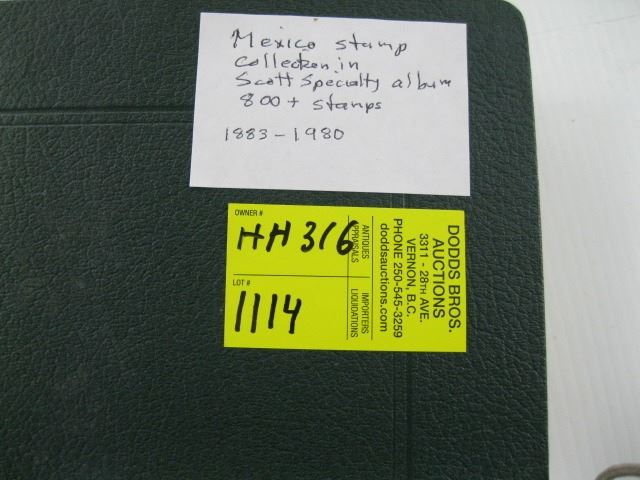 Mexico stamp
collection in
Scott Specialty album
800+ stamps
1883-1980
OWNER #
HH 316
LOT #
1114
ANTIQUES
APPRAISALS
IMPORTERS
LIQUIDATIONS
DODDS BROS.
AUCTIONS
3311 - 28TH AVE.
VERNON, B.C.
PHONE 250-545-3259
doddsauctions.com